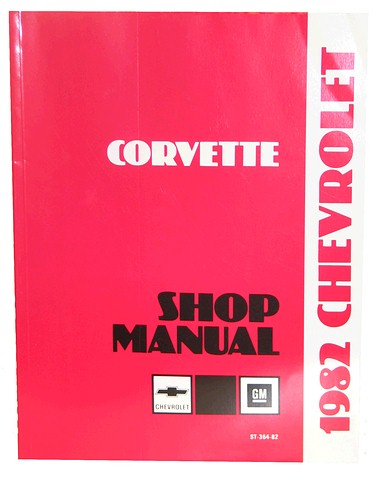 CORVETTE
SHOP
MANUAL
CHEVROLET
GM
ST-364-82
1982 CHEVROLET